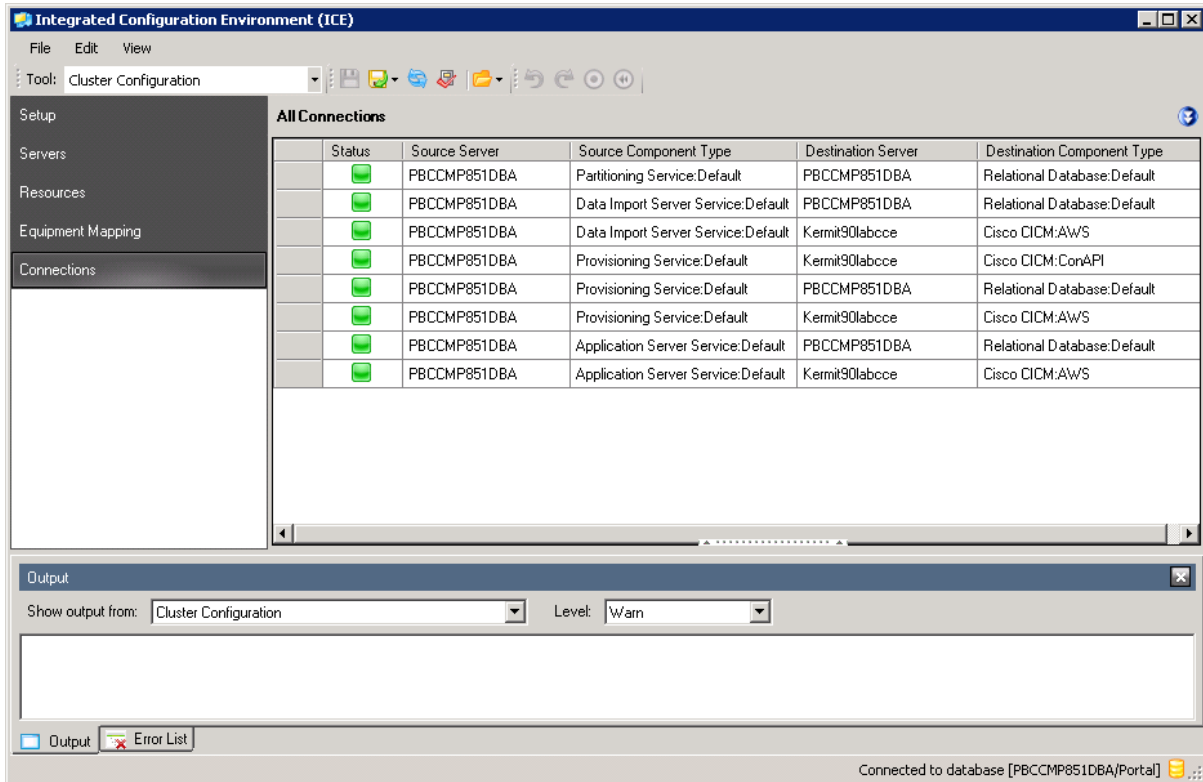 Integrated Configuration Environment (ICE)
File Edit View
Tool: Cluster Configuration
Setup
Servers
Resources
Equipment Mapping
Connections
All Connections
Status Source Server Source Component Type Destination Server Destination Component Type
PBCCMP851DBA Partitioning Service:Default PBCCMP851DBA Relational Database:Default
PBCCMP851DBA Data Import Server Service:Default PBCCMP851DBA Relational Database:Default
PBCCMP851DBA Data Import Server Service:Default Kermit90labcce Cisco CICM:AWS
PBCCMP851DBA Provisioning Service:Default Kermit90labcce Cisco CICM:ConAPI
PBCCMP851DBA Provisioning Service:Default PBCCMP851DBA Relational Database:Default
PBCCMP851DBA Provisioning Service:Default Kermit90labcce Cisco CICM:AWS
PBCCMP851DBA Application Server Service:Default PBCCMP851DBA Relational Database:Default
PBCCMP851DBA Application Server Service:Default Kermit90labcce Cisco CICM:AWS
Output
Show output from: Cluster Configuration Level: Warn
Output Error List
Connected to database [PBCCMP851DBA/Portal]